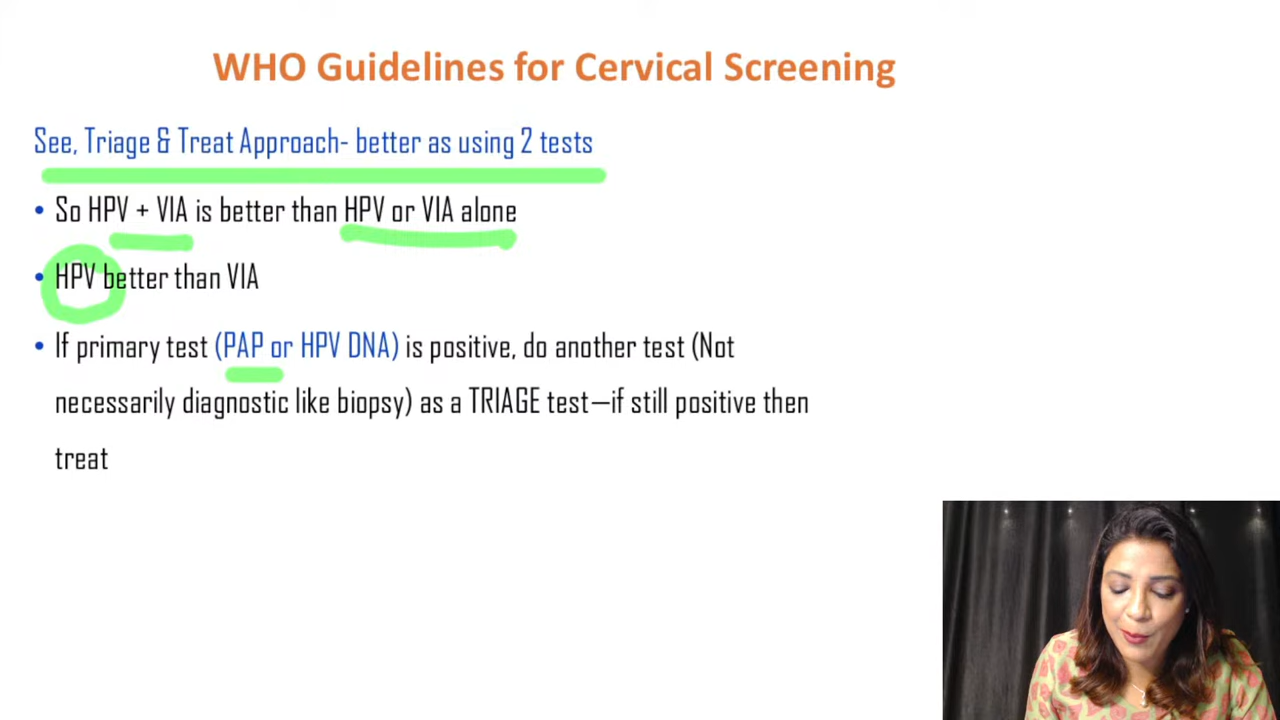 WHO Guidelines for Cervical Screening
See, Triage & Treat Approach- better as using 2 tests
• So HPV + VIA is better than HPV or VIA alone
• HPV better than VIA
• If primary test (PAP or HPV DNA) is positive, do another test (Not
necessarily diagnostic like biopsy) as a TRIAGE test—if still positive then
treat